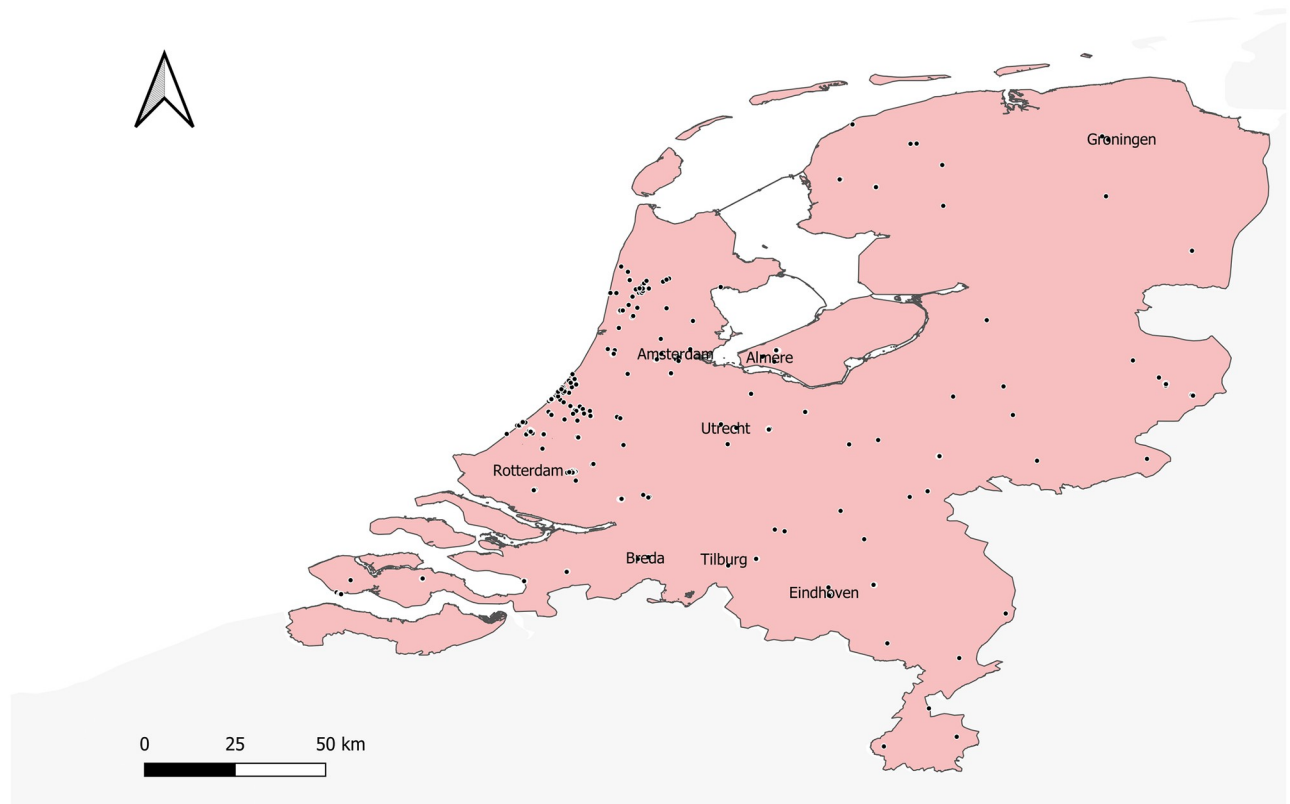 Groningen
Amsterdam
Almere
Utrecht
Rotterdam
Breda
Tilburg
Eindhoven
0 25 50 km